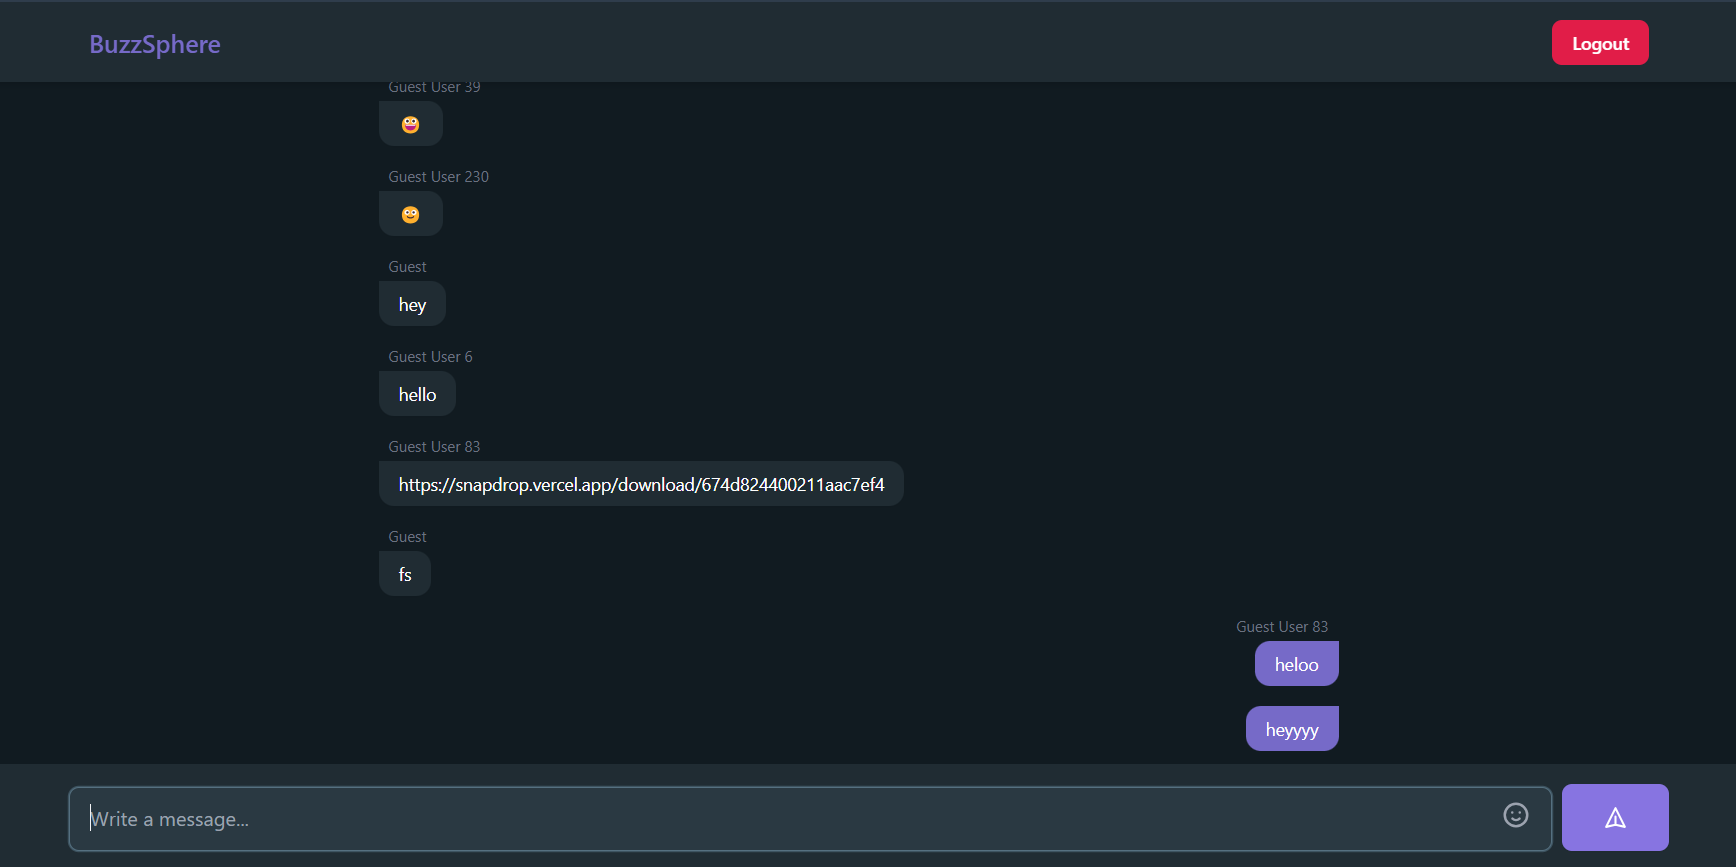 BuzzSphere
Logout
Guest User 39
Guest User 230
Guest
hey
Guest User 6
hello
Guest User 83
https://snapdrop.vercel.app/download/674d824400211aac7ef4
Guest
fs
Guest User 83
heloo
heyyyy
Write a message...